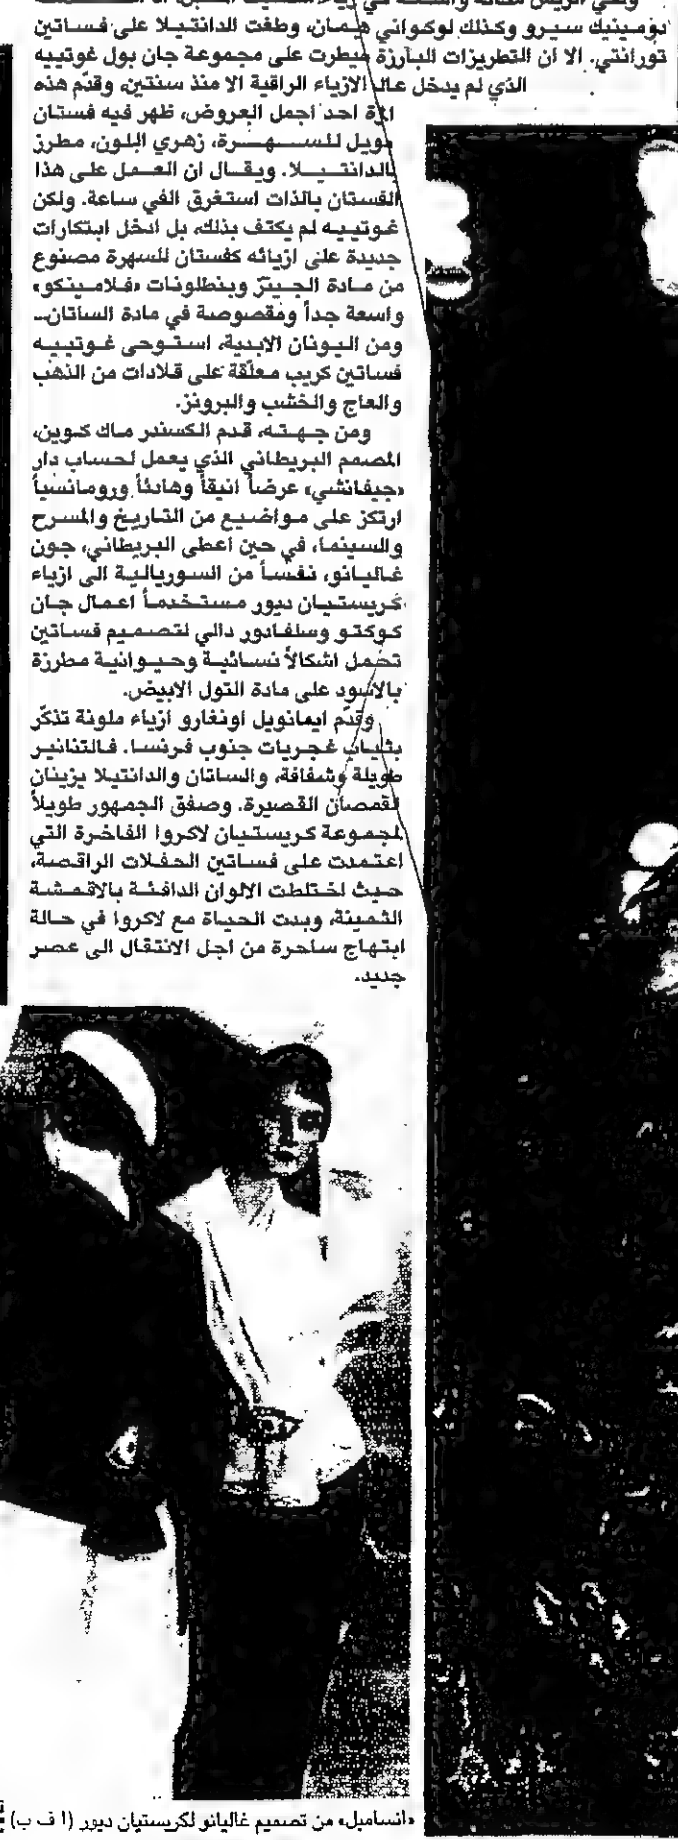 دومينيك سيرو وكذلك لوكواني هيمان، وطغت الدانتيلا على فساتين
تورانتي. الا ان التطريزات البارزة سيطرت على مجموعة جان بول غوتييه
الذي لم يدخل عالم الازياء الراقية الا منذ سنتين، وقدّم هذه
المرة احد اجمل العروض، ظهر فيه فستان
طويل للسهرة، زهري اللون، مطرز
بالدانتيلا. ويقال ان العمل على هذا
الفستان بالذات استغرق الفي ساعة. ولكن
غوتييه لم يكتف بذلك، بل ادخل ابتكارات
جديدة على ازيائه كفستان للسهرة مصنوع
من مادة الجينز وبنطلونات «فلامينكو»
واسعة جداً ومقصوصة في مادة الساتان..
ومن اليونان الابدية، استوحى غوتييه
فساتين كريب معلّقة على قلادات من الذهب
والعاج والخشب والبرونز.
ومن جهته، قدم الكسندر ماك كوين،
المصمم البريطاني الذي يعمل لحساب دار
«جيفانشي» عرضاً انيقاً وهادئاً ورومانسياً
ارتكز على مواضيع من التاريخ والمسرح
والسينما، في حين اعطى البريطاني، جون
غاليانو، نفساً من السوريالية الى ازياء
كريستيان ديور مستخدماً اعمال جان
كوكتو وسلفادور دالي لتصميم فساتين
تحمل اشكالاً نسائية وحيوانية مطرزة
بالاسود على مادة التول الابيض.
وقدّم ايمانويل اونغارو ازياء ملونة تذكّر
بثياب غجريات جنوب فرنسا. فالتنانير
طويلة وشفافة، والساتان والدانتيلا يزينان
القمصان القصيرة. وصفق الجمهور طويلاً
لمجموعة كريستيان لاكروا الفاخرة التي
اعتمدت على فساتين الحفلات الراقصة،
حيث اختلطت الالوان الدافئة بالاقمشة
الثمينة، وبدت الحياة مع لاكروا في حالة
ابتهاج ساحرة من اجل الانتقال الى عصر
جديد.
«انسامبل» من تصميم غاليانو لكريستيان ديور (ا ف ب)